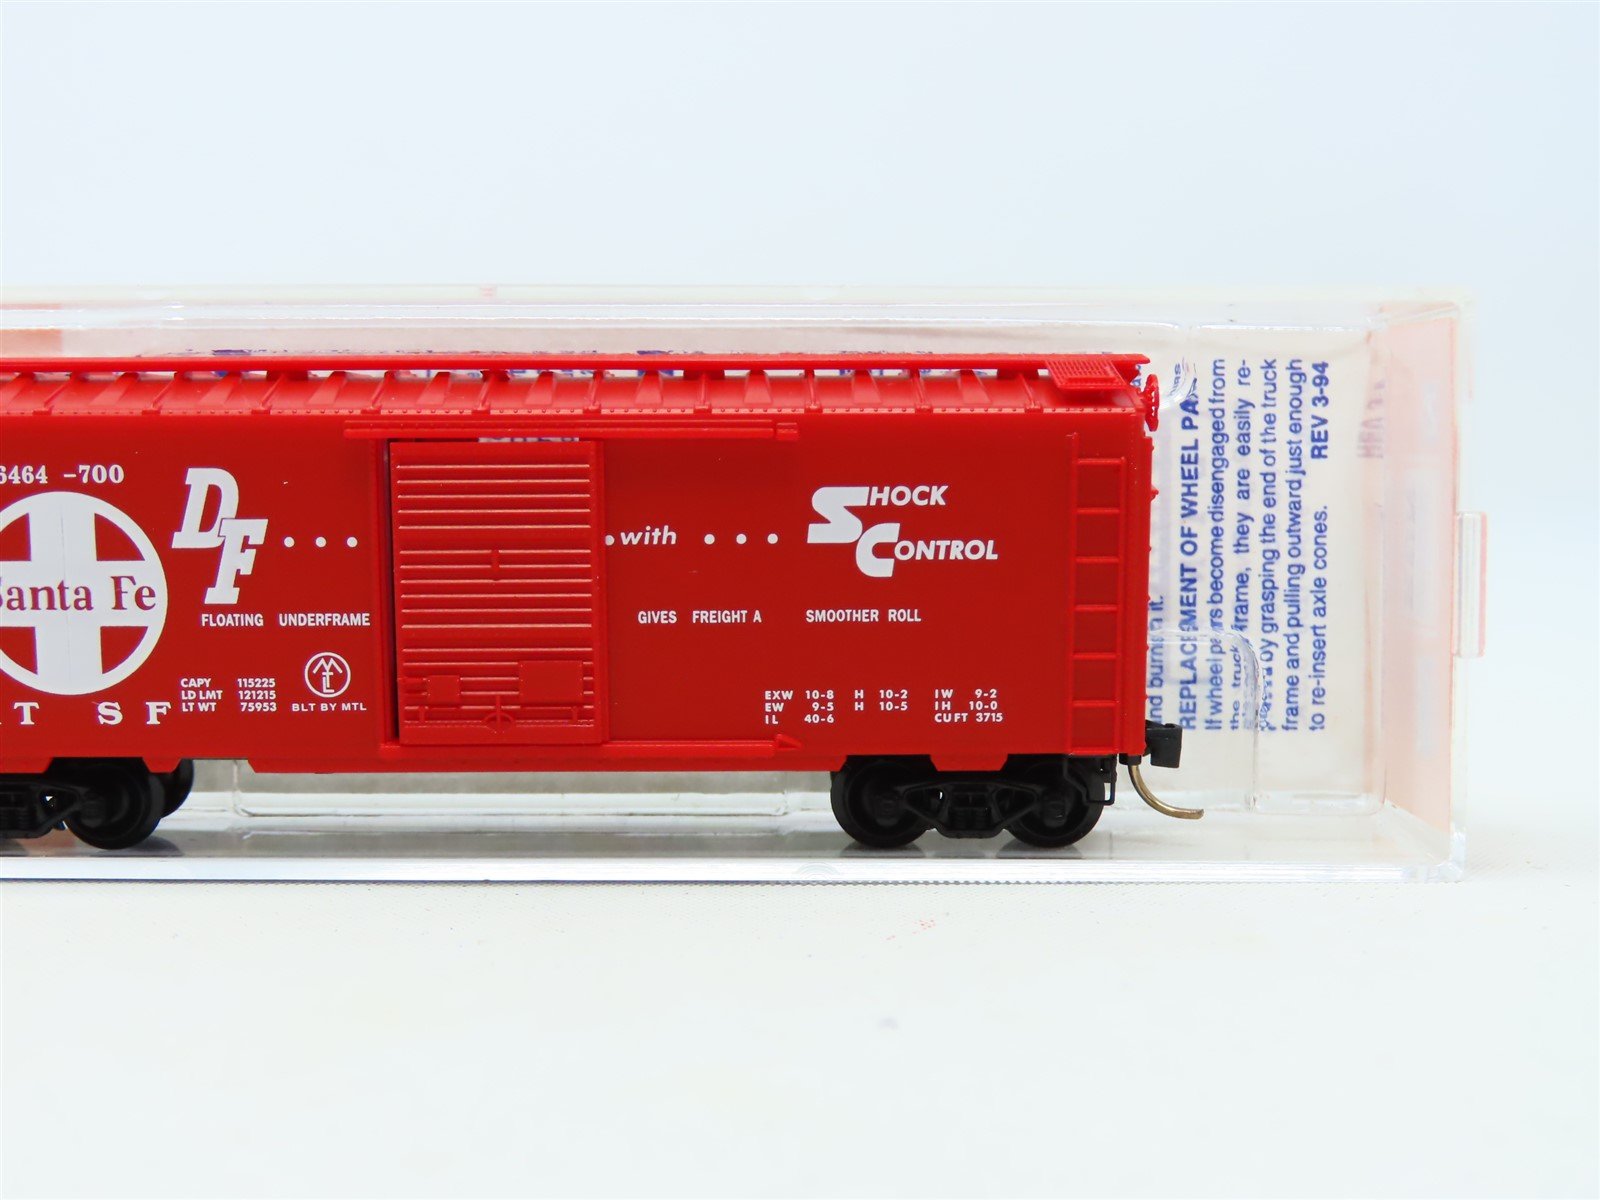 6464 -700
Santa Fe
T SF
DF...
FLOATING UNDERFRAME
CAPY 115225
LD LMT 121215
LT WT 75953
BLT BY MTL
.with ...
SHOCK
CONTROL
GIVES FREIGHT A SMOOTHER ROLL
EXW 10-8 H 10-2 IW 9-2
EW 9-5 H 10-5 IH 10-0
IL 40-6 CU FT 3715
REPLACEMENT OF WHEEL
If wheel become disengaged from
the truck frame, they are easily re-
by grasping the end of the truck
frame and pulling outward just enough
to re-insert axle cones. REV 3-94